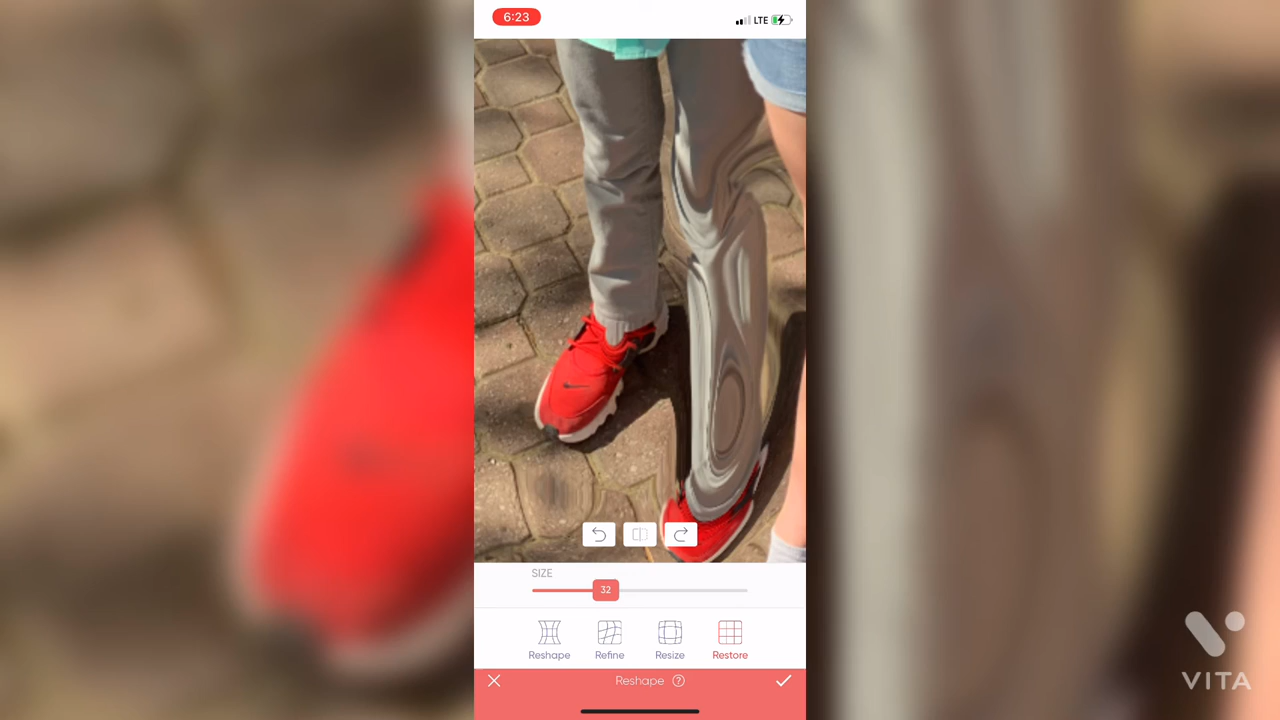 6:23
LTE
SIZE
32
Reshape
Refine
Resize
Restore
Reshape ?
VITA